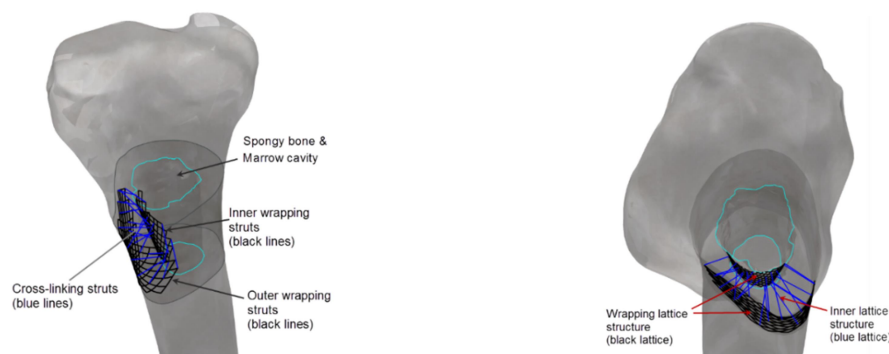 Spongy bone &
Marrow cavity
Inner wrapping
struts
(black lines)
Cross-linking struts
(blue lines)
Outer wrapping
struts
(black lines)
Wrapping lattice
structure
(black lattice)
Inner lattice
structure
(blue lattice)